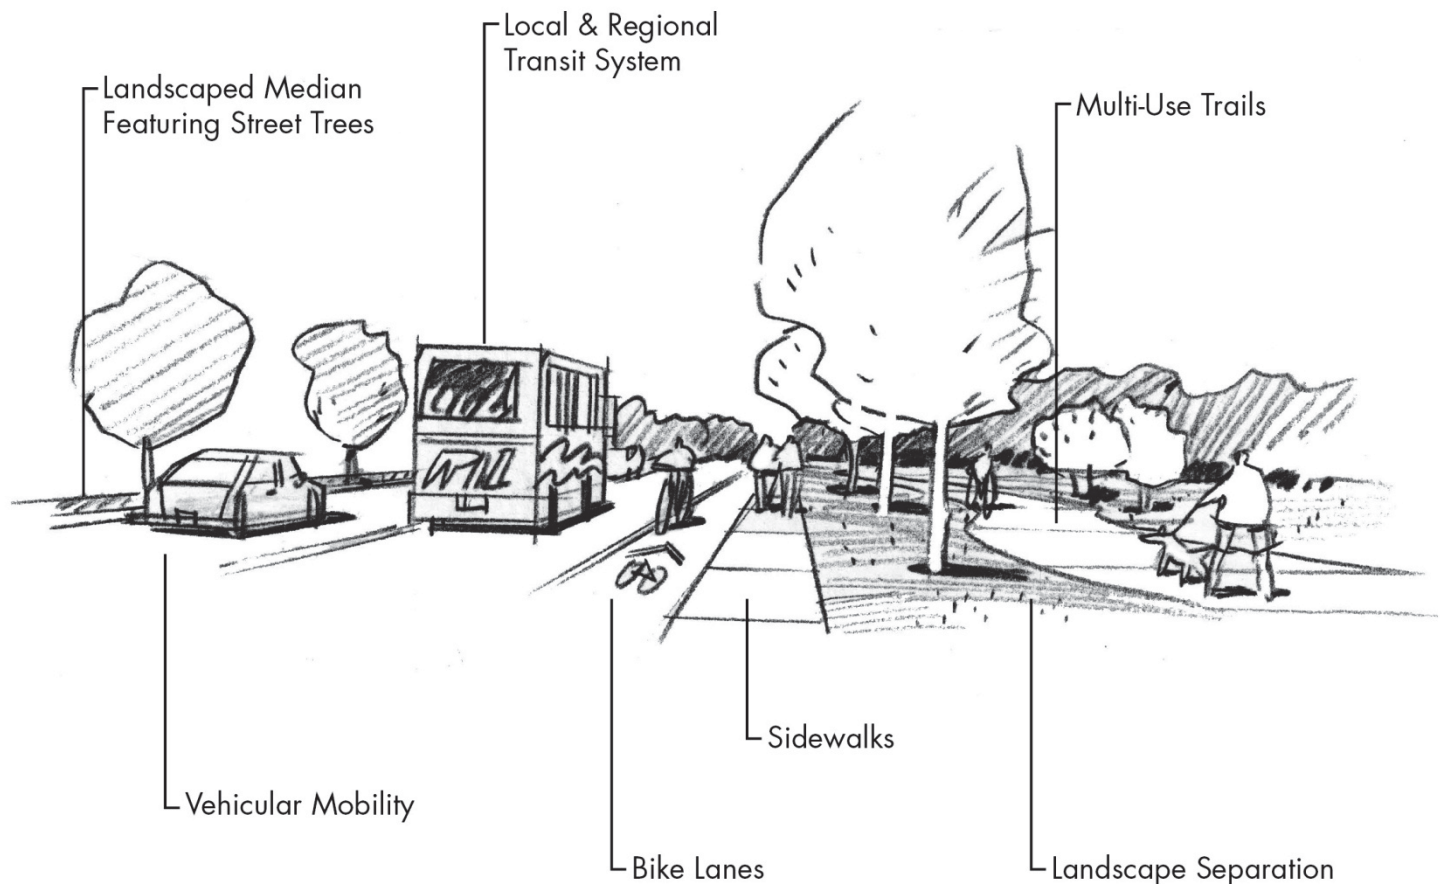 Local & Regional
Transit System
Landscaped Median
Featuring Street Trees
Multi-Use Trails
Sidewalks
Vehicular Mobility
Bike Lanes
Landscape Separation